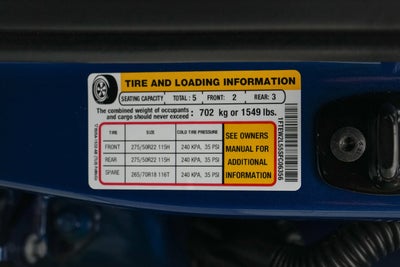 TIRE AND LOADING INFORMATION
SEATING CAPACITY TOTAL: 5 FRONT: 2 REAR: 3
The combined weight of occupants
and cargo should never exceed : 702 kg or 1549 lbs.
TIRE SIZE COLD TIRE PRESSURE
FRONT 275/50R22 115H 240 KPA, 35 PSI
REAR 275/50R22 115H 240 KPA, 35 PSI
SPARE 265/70R18 116T 240 KPA, 35 PSI
SEE OWNERS
MANUAL FOR
ADDITIONAL
INFORMATION